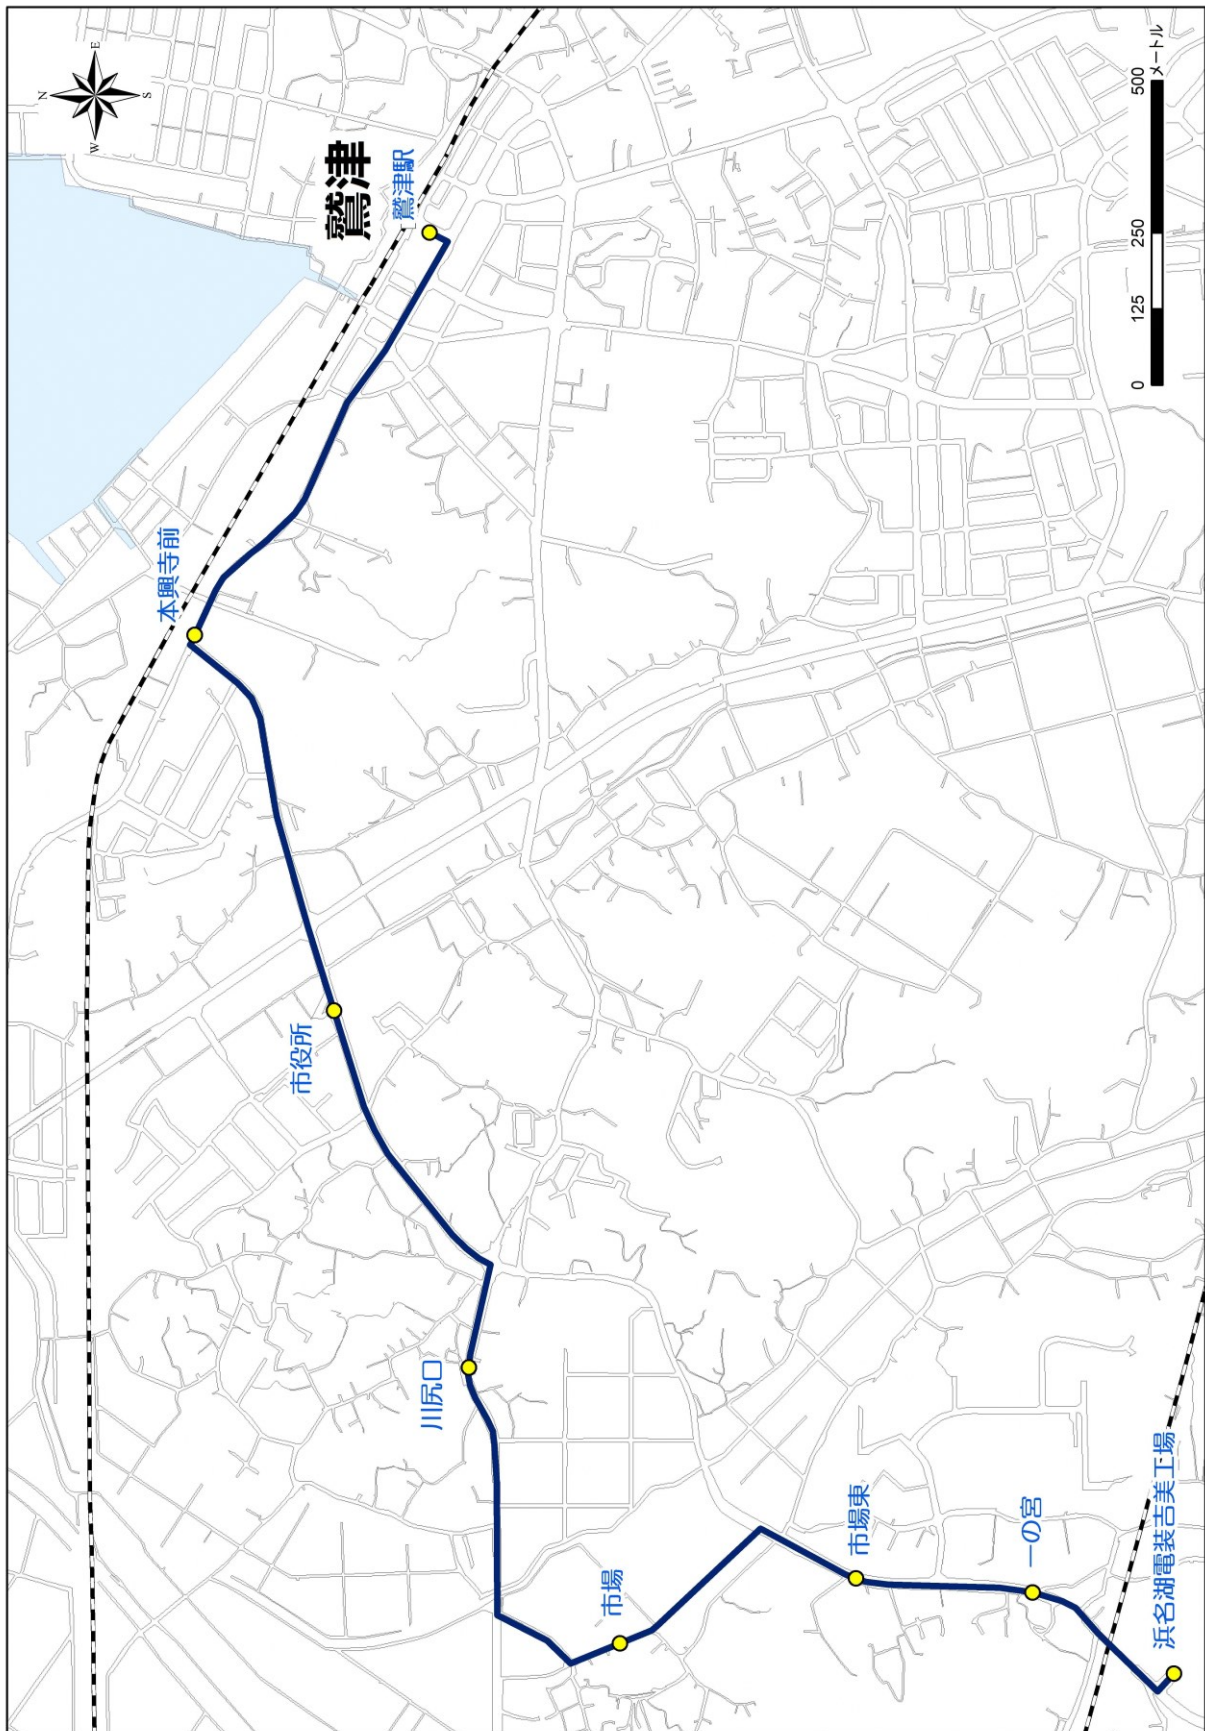 N
E
W
S
鷲津
鷲津駅
本興寺前
市役所
川尻口
市場
市場東
一の宮
浜名湖電装吉美工場
0 125 250 500
メートル